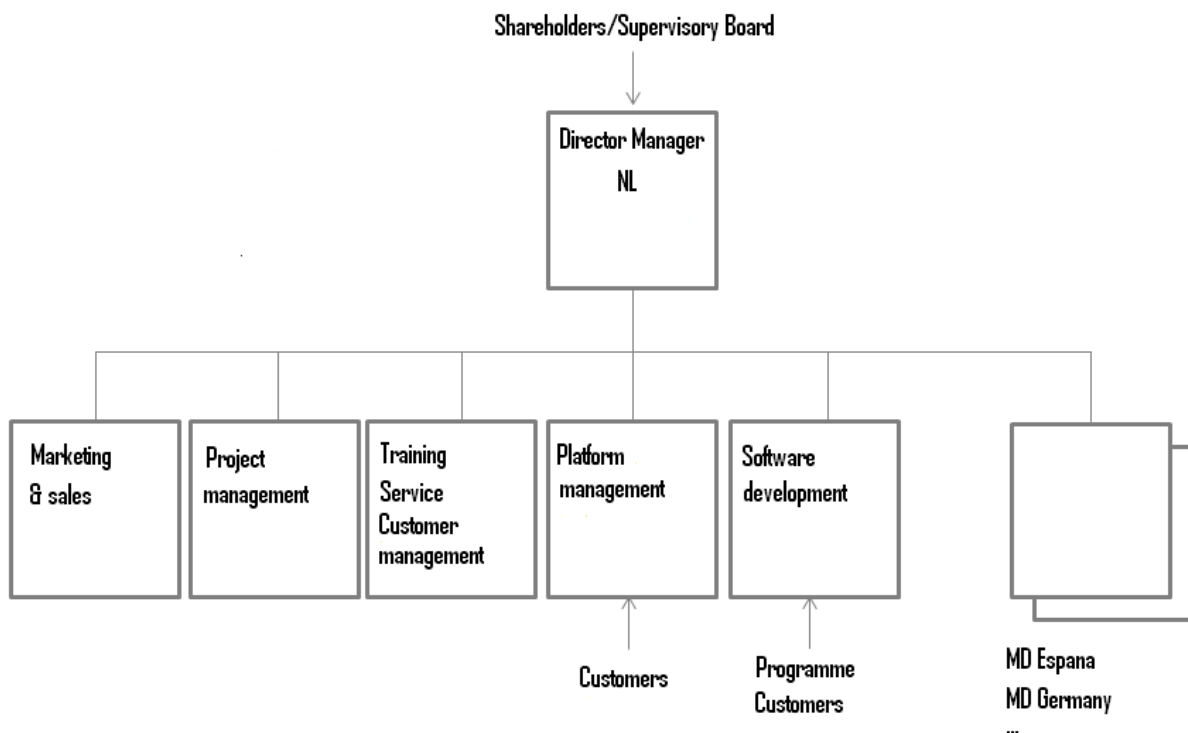 Shareholders/Supervisory Board
Director Manager
NL
Marketing
& sales
Project
management
Training
Service
Customer
management
Platform
management
Software
development
Customers
Programme
Customers
MD Espana
MD Germany
...